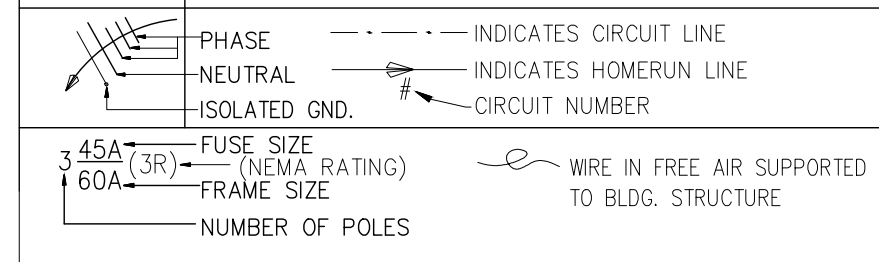 PHASE
NEUTRAL
ISOLATED GND.
INDICATES CIRCUIT LINE
INDICATES HOMERUN LINE
#
CIRCUIT NUMBER
3 45A (3R)
60A
FUSE SIZE
(NEMA RATING)
FRAME SIZE
NUMBER OF POLES
WIRE IN FREE AIR SUPPORTED
TO BLDG. STRUCTURE